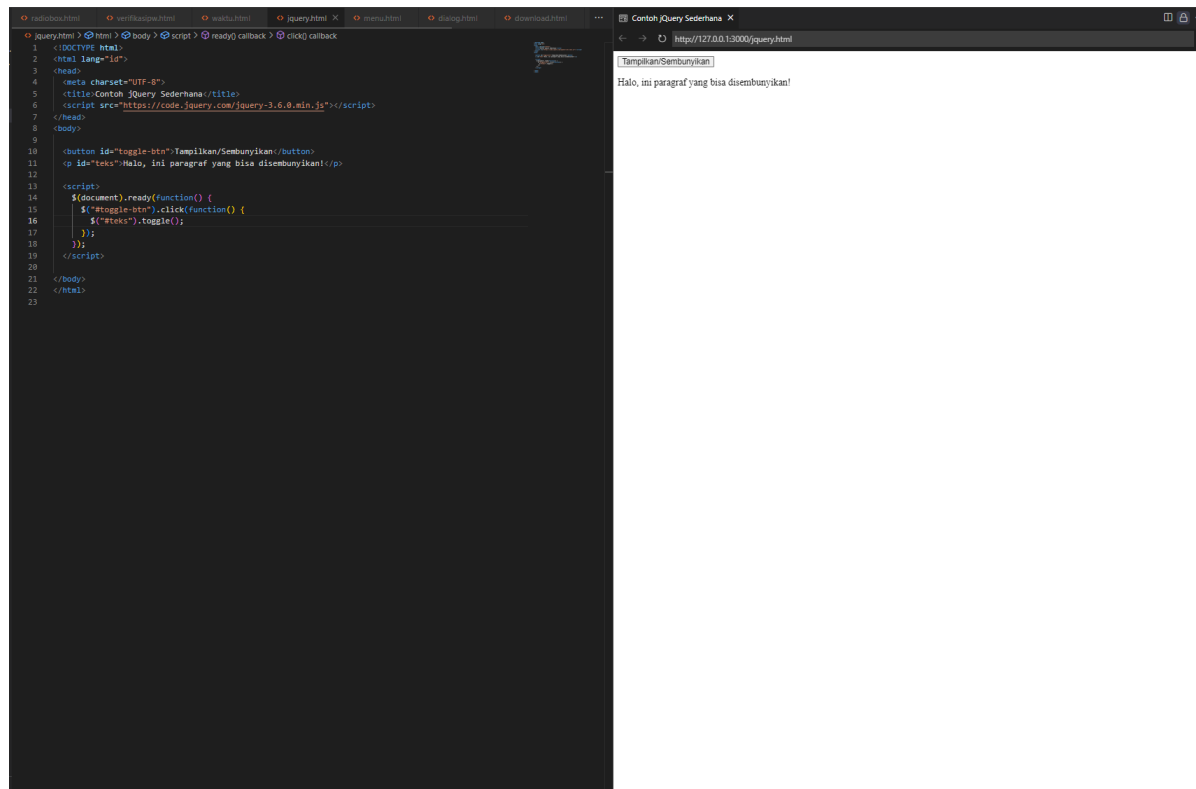 radiobos.html verifikasipw.html waktu.html jquery.html menu.html dialog.html download.html
jquery.html > html > body > script > ready() callback > click() callback
1 <!DOCTYPE html>
2 <html lang="id">
3 <head>
4 <meta charset="UTF-8">
5 <title>Contoh jQuery Sederhana</title>
6 <script src="https://code.jquery.com/jquery-3.6.0.min.js"></script>
7 </head>
8 <body>
9
10 <button id="toggle-btn">Tampilkan/Sembunyikan</button>
11 <p id="teks">Halo, ini paragraf yang bisa disembunyikan!</p>
12
13 <script>
14 $(document).ready(function() {
15 $("#toggle-btn").click(function() {
16 $("#teks").toggle();
17 });
18 });
19 </script>
20
21 </body>
22 </html>
23
Contoh jQuery Sederhana
http://127.0.0.1:3000/jquery.html
Tampilkan/Sembunyikan
Halo, ini paragraf yang bisa disembunyikan!